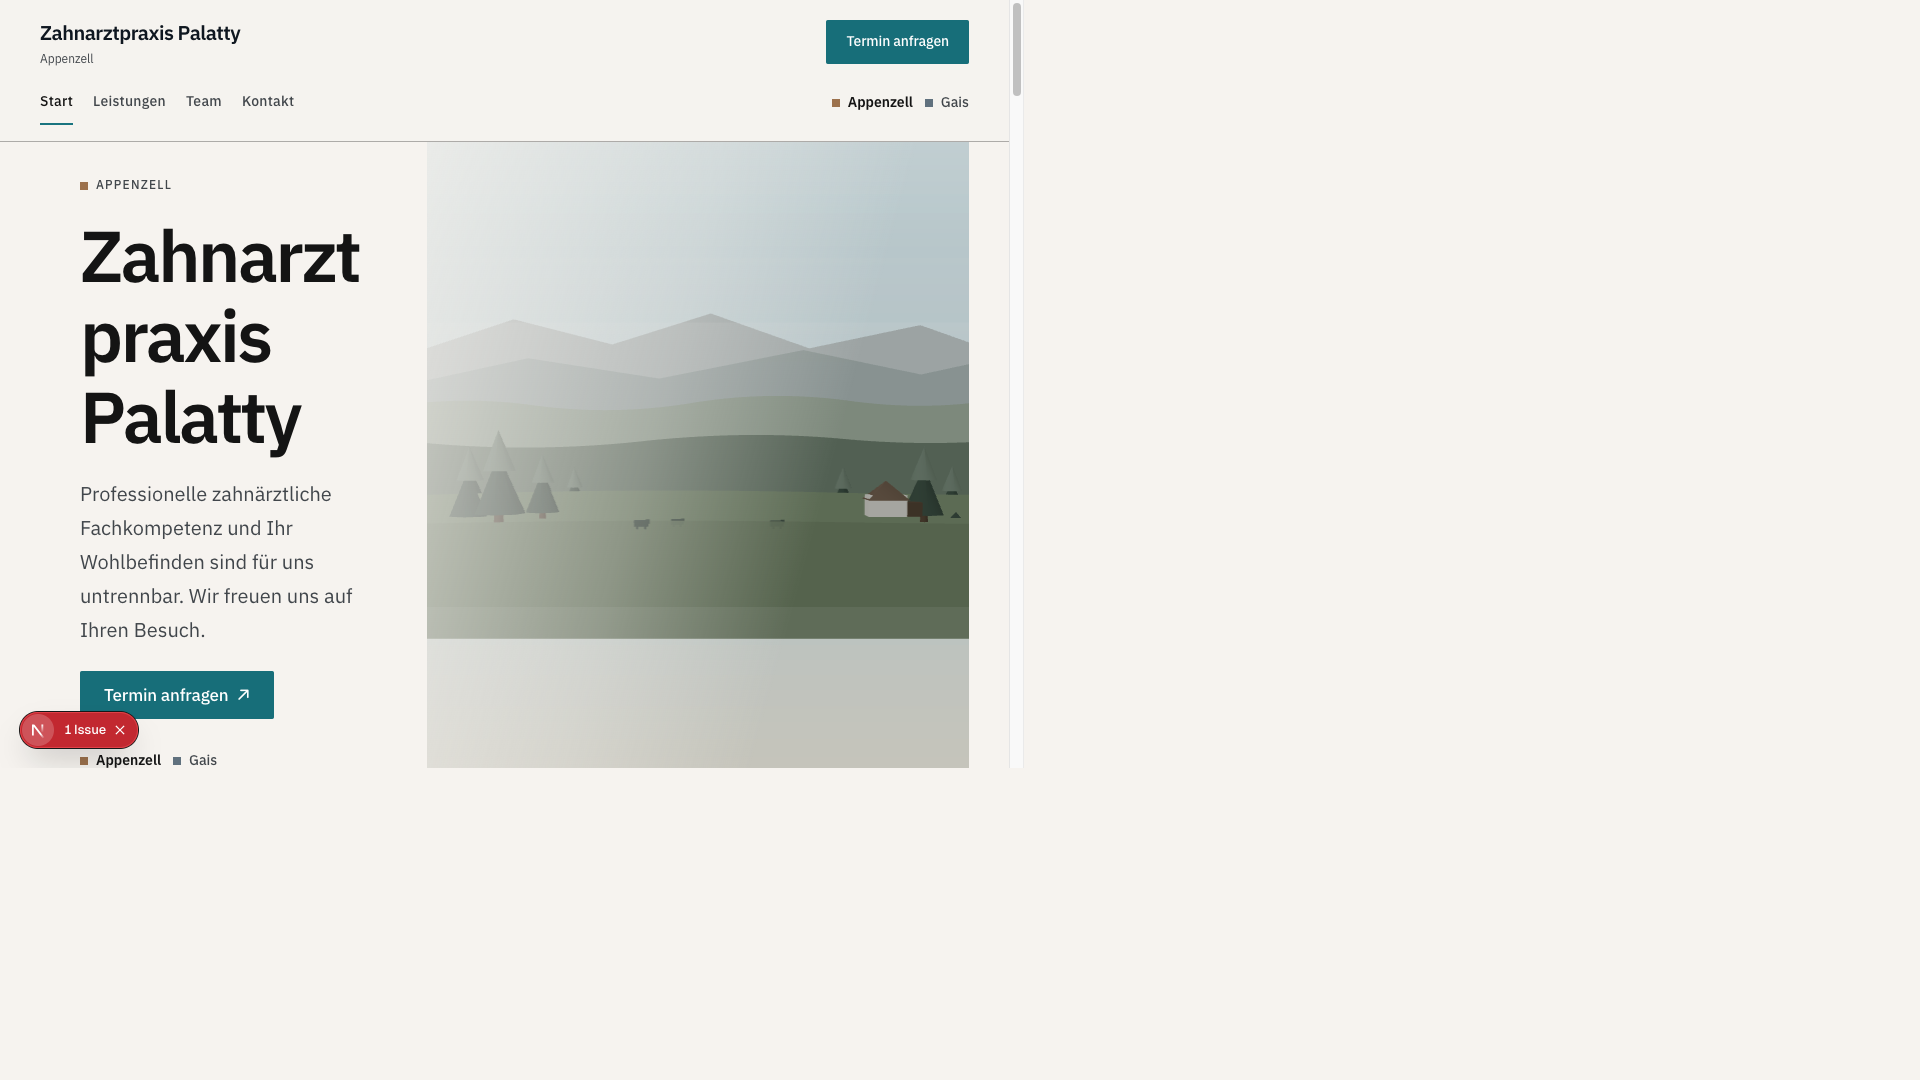 Zahnarztpraxis Palatty
Appenzell
Termin anfragen
Start
Leistungen
Team
Kontakt
Appenzell
Gais
APPENZELL
Zahnarzt
praxis
Palatty
Professionelle zahnärztliche
Fachkompetenz und Ihr
Wohlbefinden sind für uns
untrennbar. Wir freuen uns auf
Ihren Besuch.
Termin anfragen
1 Issue
Appenzell
Gais